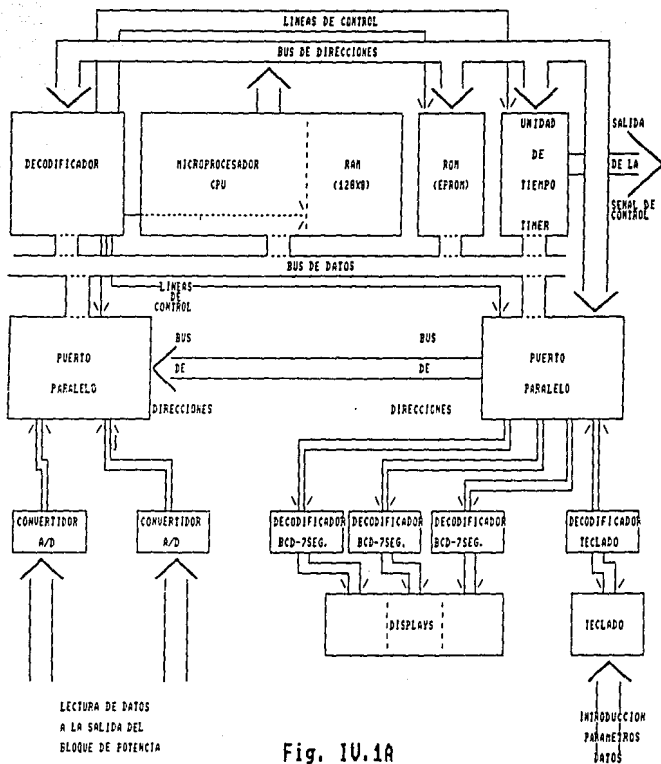 LINEAS DE CONTROL
BUS DE DIRECCIONES
DECODIFICADOR
MICROPROCESADOR
CPU
RAM
(128X8)
ROM
(EPROM)
UNIDAD
DE
TIEMPO
TIMER
SALIDA
DE LA
SENAL DE
CONTROL
BUS DE DATOS
LINEAS
DE
CONTROL
PUERTO
PARALELO
BUS
DE
DIRECCIONES
BUS
DE
DIRECCIONES
PUERTO
PARALELO
CONVERTIDOR
A/D
CONVERTIDOR
A/D
DECODIFICADOR
BCD-7SEG.
DECODIFICADOR
BCD-7SEG.
DECODIFICADOR
BCD-7SEG.
DECODIFICADOR
TECLADO
DISPLAYS
TECLADO
LECTURA DE DATOS
A LA SALIDA DEL
BLOQUE DE POTENCIA
INTRODUCCION
PARAMETROS
DATOS
Fig. IV.1A